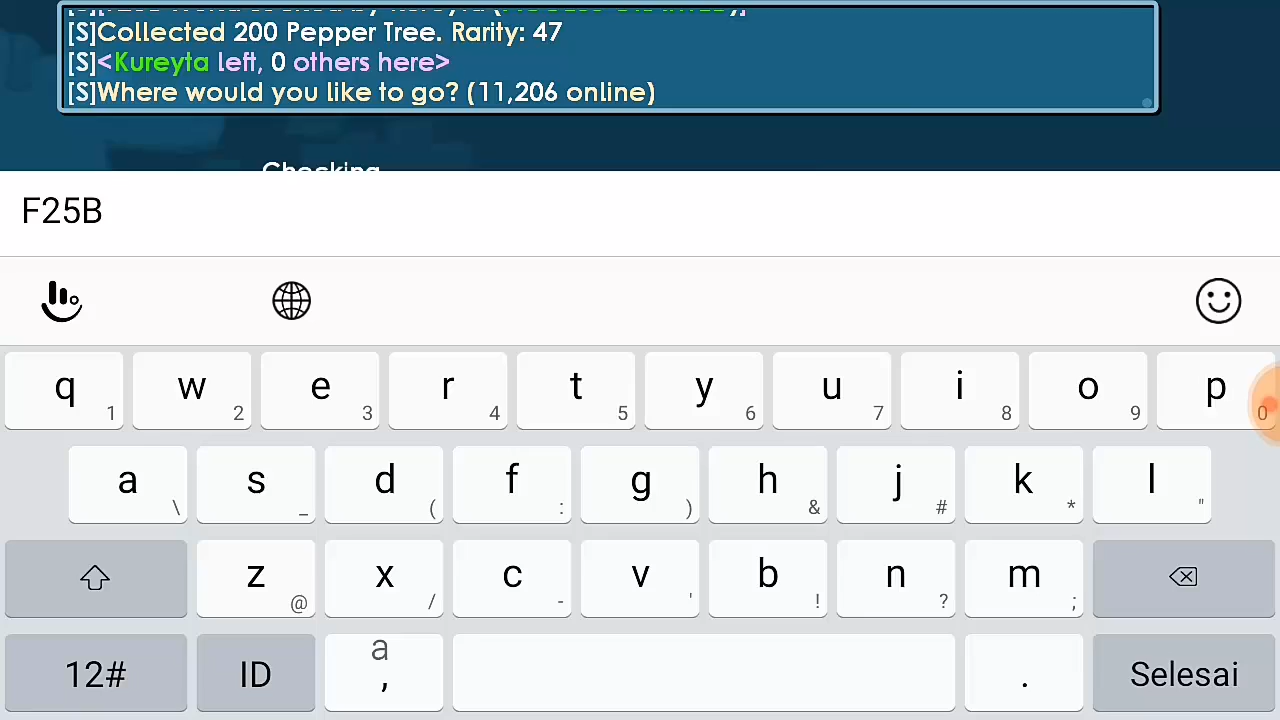 [S]Collected 200 Pepper Tree. Rarity: 47
[S]<Kureyta left, 0 others here>
[S]Where would you like to go? (11,206 online)
Checking
F25B
q 1 w 2 e 3 r 4 t 5 y 6 u 7 i 8 o 9 p 0
a \ s _ d ( f : g ) h & j # k * l "
z @ x / c - v ' b ! n ? m ;
12# ID a , . Selesai